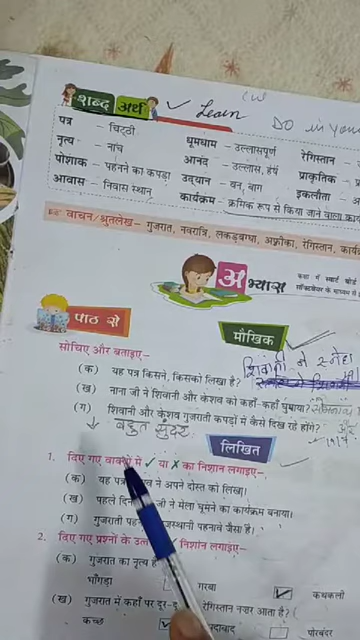 शब्द अर्थ ✓ Learn
Do in your
पत्र – चिट्ठी
धूमधाम – उल्लासपूर्ण
रेगिस्तान –
नृत्य – नाच
आनंद – उल्लास, हर्ष
प्राकृतिक –
पोशाक – पहनने का कपड़ा
उद्यान – वन, बाग
इकलौता –
आवास – निवास स्थान
कार्यक्रम – क्रमिक रूप से किया जाने वाला
वाचन/श्रुतलेख – गुजरात, नवरात्रि, लकड़बग्घा, अफ्रीका, रेगिस्तान,
अभ्यास
पाठ से
मौखिक
सोचिए और बताइए–
शिवांगी ने स्नेहा
(क) यह पत्र किसने, किसको लिखा है?
(ख) नाना जी ने शिवानी और केशव को कहाँ-कहाँ घुमाया?
(ग) शिवानी और केशव गुजराती कपड़ों में कैसे दिख रहे होंगे?
बहुत सुंदर
लिखित
1. दिए गए वाक्यों में ✓ या ✗ का निशान लगाइए–
(क) यह पत्र ने अपने दोस्त को लिखा।
(ख) पहले दिन जी ने मेला घूमने का कार्यक्रम बनाया।
(ग) गुजराती पहनावे जैसा है।
2. दिए गए प्रश्नों के निशान लगाइए–
(क) गुजरात का नृत्य
भाँगड़ा
गरबा
✓ कथकली
(ख) गुजरात में कहाँ पर दूर- रेगिस्तान नज़र आता है?
कच्छ
पोरबंदर